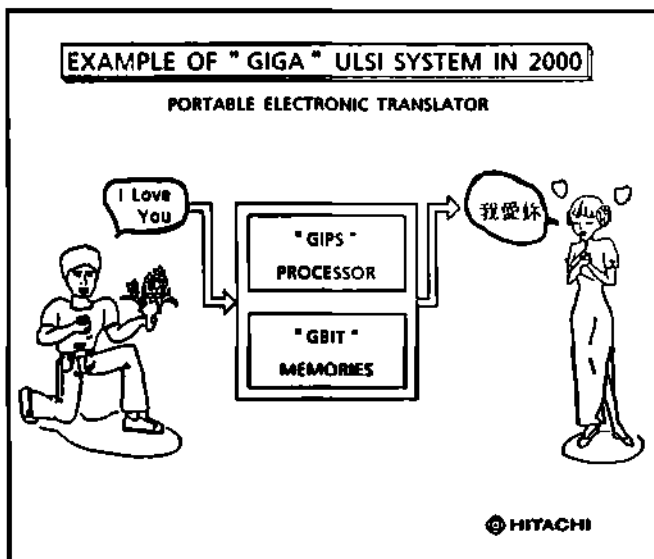 EXAMPLE OF "GIGA" ULSI SYSTEM IN 2000
PORTABLE ELECTRONIC TRANSLATOR
I Love
You
"GIPS"
PROCESSOR
"GBIT"
MEMORIES
我愛妳
HITACHI